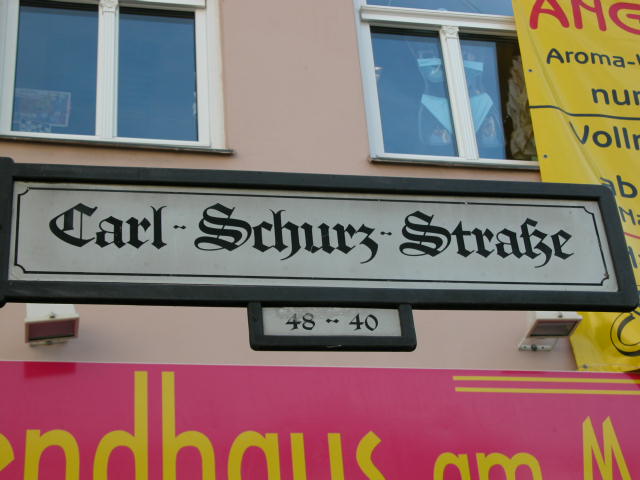 ANG
Aroma-
nur
Vollm
ab
Carl-Schurz-Straße
48-40
endhaus am M